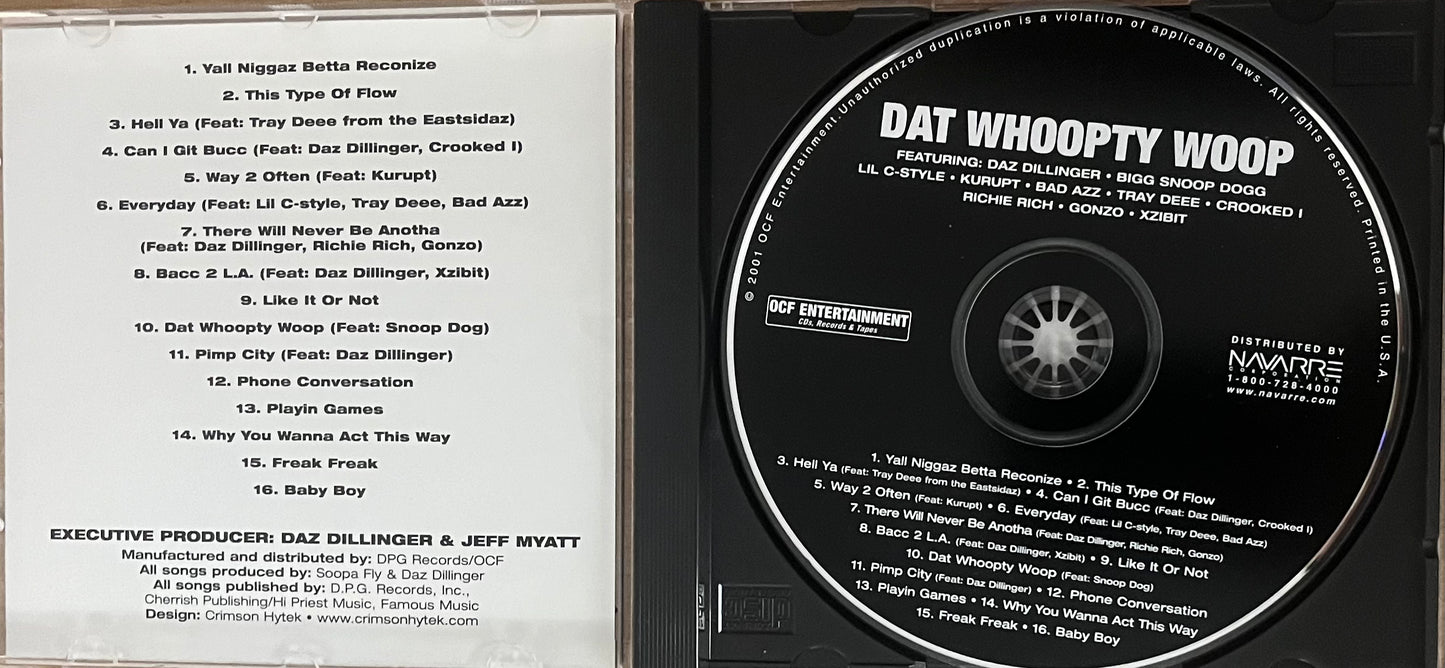 1. Yall Niggaz Betta Reconize
2. This Type Of Flow
3. Hell Ya (Feat: Tray Deee from the Eastsidaz)
4. Can I Git Bucc (Feat: Daz Dillinger, Crooked I)
5. Way 2 Often (Feat: Kurupt)
6. Everyday (Feat: Lil C-style, Tray Deee, Bad Azz)
7. There Will Never Be Anotha
(Feat: Daz Dillinger, Richie Rich, Gonzo)
8. Bacc 2 L.A. (Feat: Daz Dillinger, Xzibit)
9. Like It Or Not
10. Dat Whoopty Woop (Feat: Snoop Dog)
11. Pimp City (Feat: Daz Dillinger)
12. Phone Conversation
13. Playin Games
14. Why You Wanna Act This Way
15. Freak Freak
16. Baby Boy
EXECUTIVE PRODUCER: DAZ DILLINGER & JEFF MYATT
Manufactured and distributed by: DPG Records/OCF
All songs produced by: Soopa Fly & Daz Dillinger
All songs published by: D.P.G. Records, Inc.,
Cherrish Publishing/Hi Priest Music, Famous Music
Design: Crimson Hytek • www.crimsonhytek.com
© 2001 OCF Entertainment. Unauthorized duplication is a violation of applicable laws. All rights reserved. Printed in the U.S.A.
DAT WHOOPTY WOOP
FEATURING: DAZ DILLINGER • BIGG SNOOP DOGG
LIL C-STYLE • KURUPT • BAD AZZ • TRAY DEEE • CROOKED I
RICHIE RICH • GONZO • XZIBIT
OCF ENTERTAINMENT
CDs, Records & Tapes
DISTRIBUTED BY
NAVARRE
CORPORATION
1-800-728-4000
www.navarre.com
1. Yall Niggaz Betta Reconize • 2. This Type Of Flow
3. Hell Ya (Feat: Tray Deee from the Eastsidaz) • 4. Can I Git Bucc (Feat: Daz Dillinger, Crooked I)
5. Way 2 Often (Feat: Kurupt) • 6. Everyday (Feat: Lil C-style, Tray Deee, Bad Azz)
7. There Will Never Be Anotha (Feat: Daz Dillinger, Richie Rich, Gonzo)
8. Bacc 2 L.A. (Feat: Daz Dillinger, Xzibit) • 9. Like It Or Not
10. Dat Whoopty Woop (Feat: Snoop Dog)
11. Pimp City (Feat: Daz Dillinger) • 12. Phone Conversation
13. Playin Games • 14. Why You Wanna Act This Way
15. Freak Freak • 16. Baby Boy